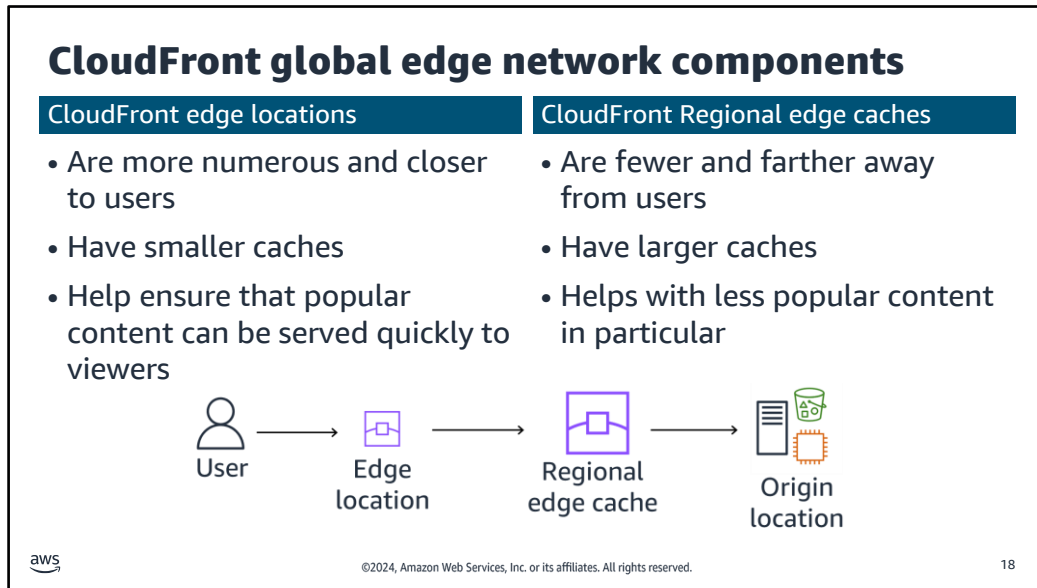 CloudFront global edge network components
CloudFront edge locations
• Are more numerous and closer
to users
• Have smaller caches
• Help ensure that popular
content can be served quickly to
viewers
CloudFront Regional edge caches
• Are fewer and farther away
from users
• Have larger caches
• Helps with less popular content
in particular
User
Edge
location
Regional
edge cache
Origin
location
aws
©2024, Amazon Web Services, Inc. or its affiliates. All rights reserved.
18